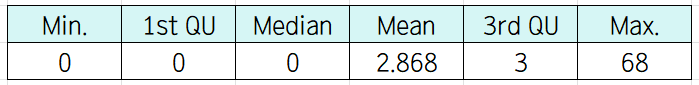 Min. 1st QU Median Mean 3rd QU Max.
0 0 0 2.868 3 68